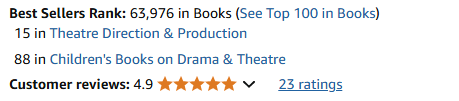 Best Sellers Rank: 63,976 in Books (See Top 100 in Books)
15 in Theatre Direction & Production
88 in Children's Books on Drama & Theatre
Customer reviews: 4.9 23 ratings